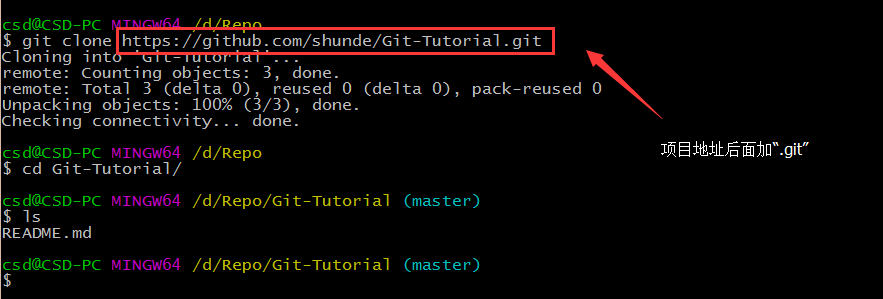 csd@CSD-PC MINGW64 /d/Repo
$ git clone https://github.com/shunde/Git-Tutorial.git
Cloning into 'Git-Tutorial'...
remote: Counting objects: 3, done.
remote: Total 3 (delta 0), reused 0 (delta 0), pack-reused 0
Unpacking objects: 100% (3/3), done.
Checking connectivity... done.
项目地址后面加“.git”
csd@CSD-PC MINGW64 /d/Repo
$ cd Git-Tutorial/
csd@CSD-PC MINGW64 /d/Repo/Git-Tutorial (master)
$ ls
README.md
csd@CSD-PC MINGW64 /d/Repo/Git-Tutorial (master)
$